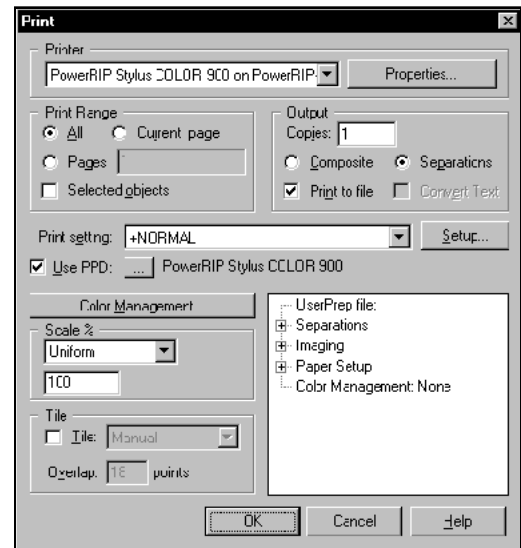 Print
Printer
PowerRIP Stylus COLOR 900 on PowerRIP-
Properties...
Print Range
All
Current page
Pages
Selected objects
Output
Copies: 1
Composite
Separations
Print to file
Convert Text
Print setting: +NORMAL
Setup...
Use PPD: ... PowerRIP Stylus COLOR 900
Color Management
Scale %
Uniform
100
Tile
Tile: Manual
Overlap: 18 points
UserPrep file:
Separations
Imaging
Paper Setup
Color Management: None
OK
Cancel
Help